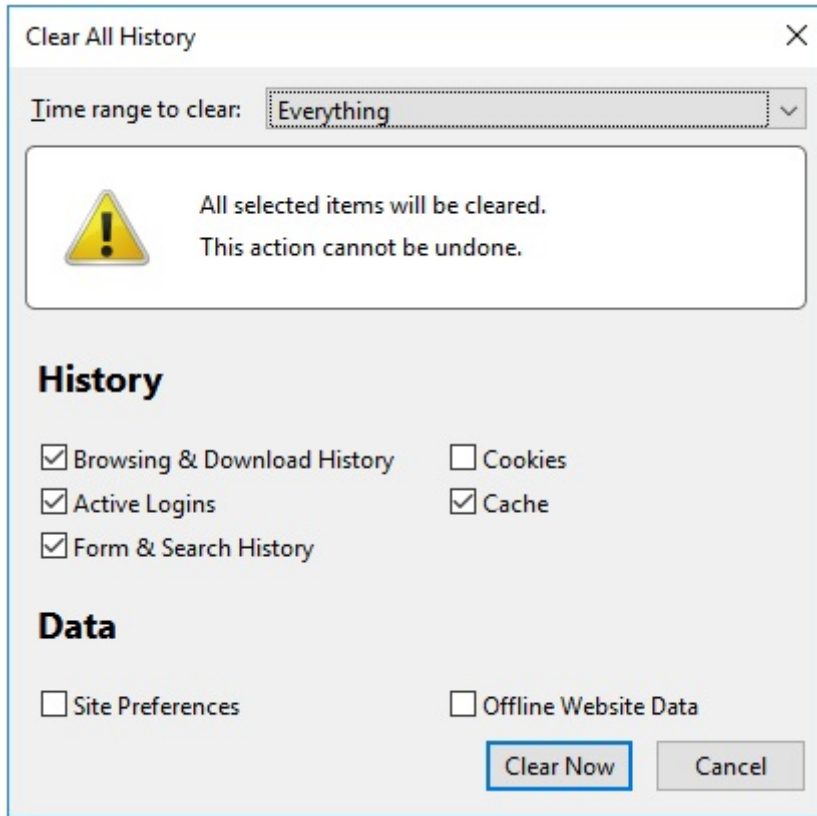 Clear All History
Time range to clear: Everything
All selected items will be cleared.
This action cannot be undone.
History
Browsing & Download History Cookies
Active Logins Cache
Form & Search History
Data
Site Preferences Offline Website Data
Clear Now Cancel